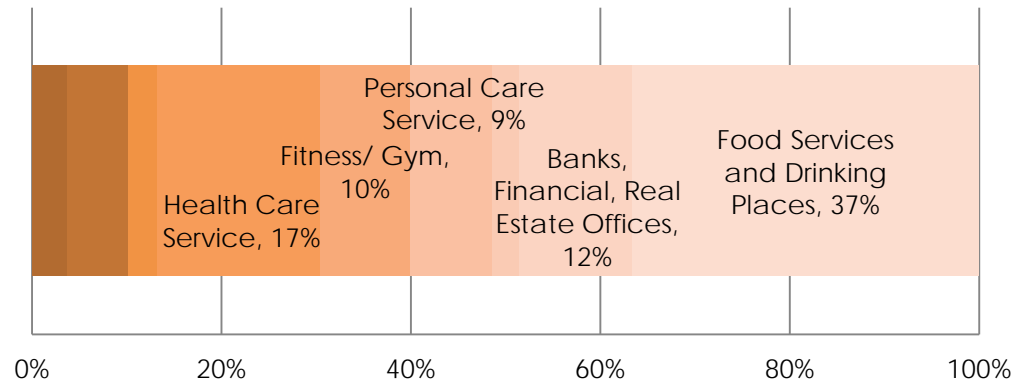 Personal Care
Service, 9%
Fitness/ Gym,
10%
Health Care
Service, 17%
Banks,
Financial, Real
Estate Offices,
12%
Food Services
and Drinking
Places, 37%
0%
20%
40%
60%
80%
100%